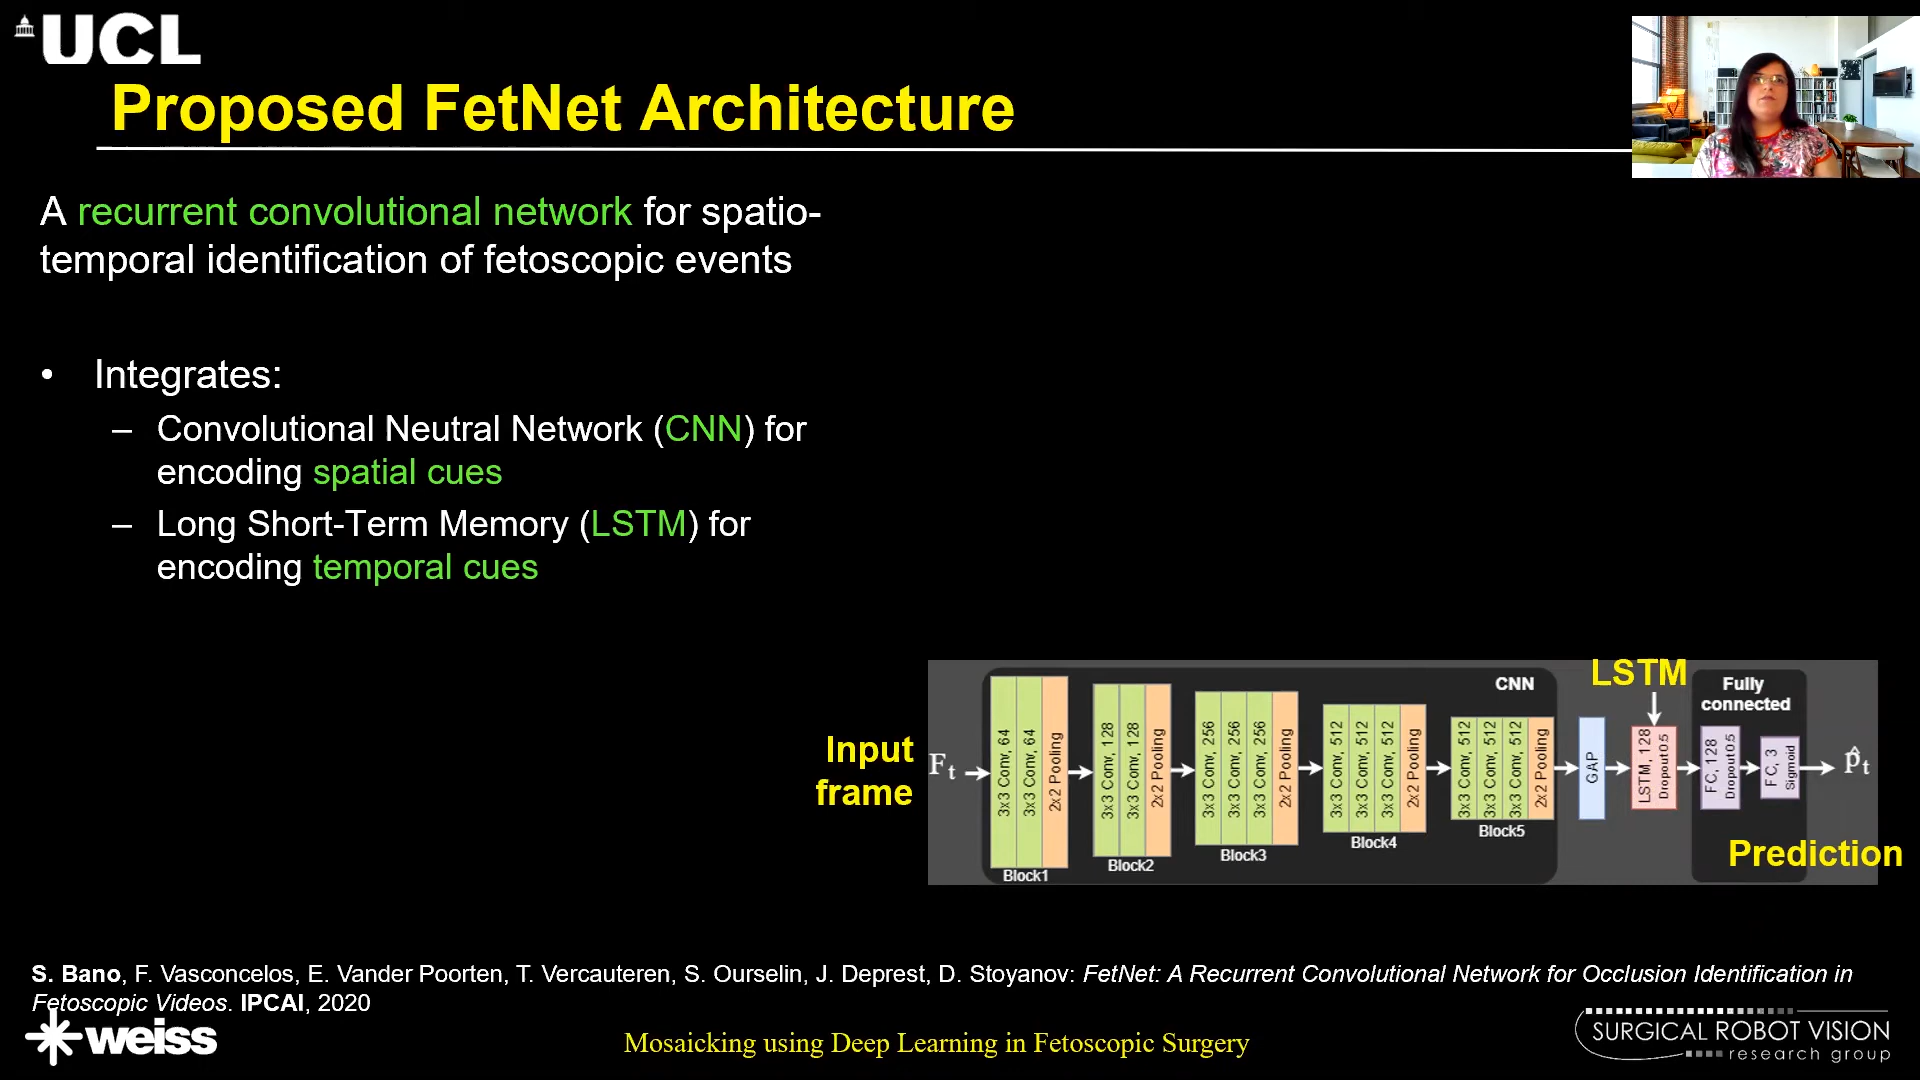 UCL
Proposed FetNet Architecture
A recurrent convolutional network for spatio-
temporal identification of fetoscopic events
• Integrates:
– Convolutional Neutral Network (CNN) for
encoding spatial cues
– Long Short-Term Memory (LSTM) for
encoding temporal cues
Input
frame
Ft
3x3 Conv, 64
3x3 Conv, 64
2x2 Pooling
Block1
3x3 Conv, 128
3x3 Conv, 128
2x2 Pooling
Block2
3x3 Conv, 256
3x3 Conv, 256
3x3 Conv, 256
2x2 Pooling
Block3
3x3 Conv, 512
3x3 Conv, 512
3x3 Conv, 512
2x2 Pooling
Block4
CNN
3x3 Conv, 512
3x3 Conv, 512
3x3 Conv, 512
2x2 Pooling
Block5
GAP
LSTM
LSTM, 128
Dropout0.5
Fully
connected
FC, 128
Dropout0.5
FC, 3
Sigmoid
p̂t
Prediction
S. Bano, F. Vasconcelos, E. Vander Poorten, T. Vercauteren, S. Ourselin, J. Deprest, D. Stoyanov: FetNet: A Recurrent Convolutional Network for Occlusion Identification in
Fetoscopic Videos. IPCAI, 2020
weiss
Mosaicking using Deep Learning in Fetoscopic Surgery
SURGICAL ROBOT VISION
research group